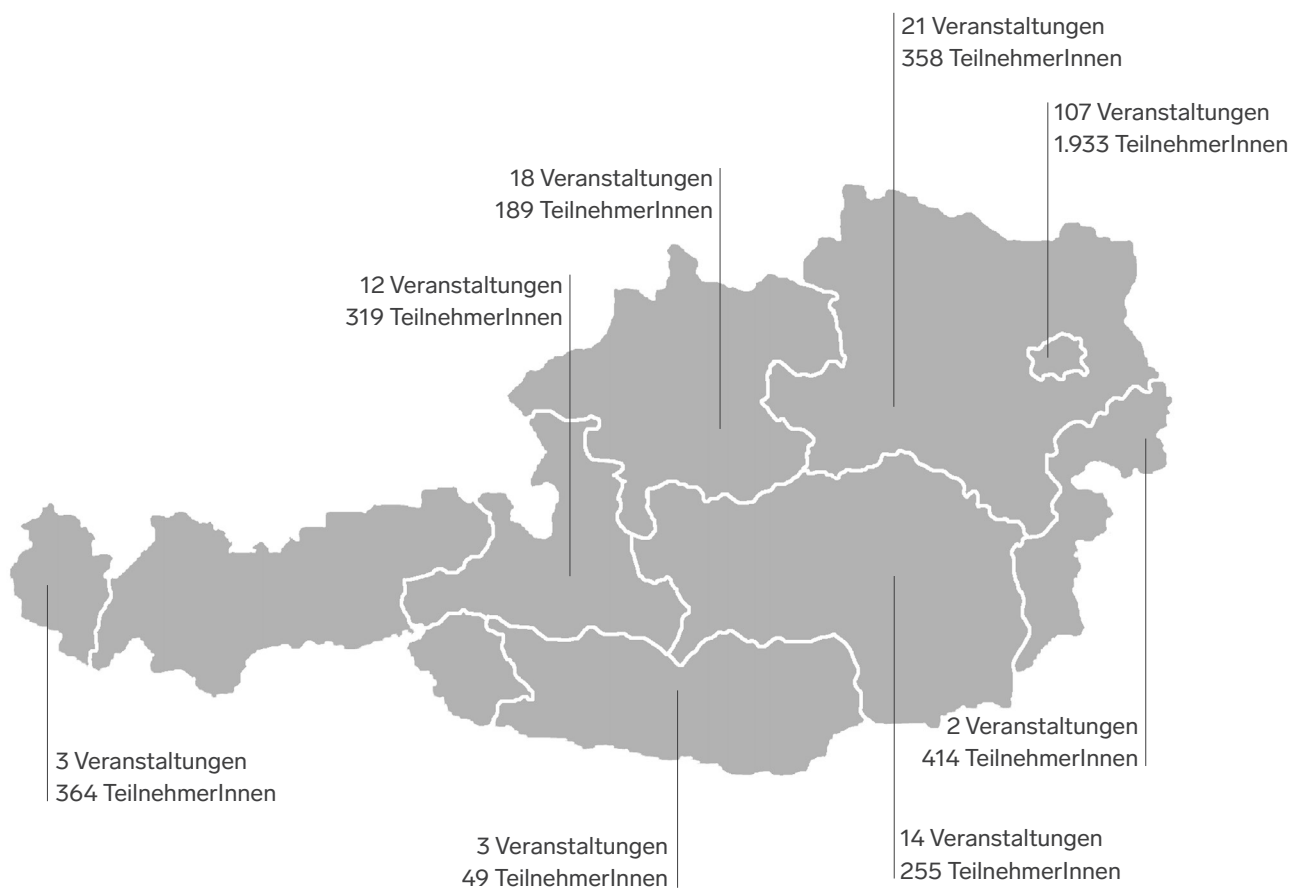 21 Veranstaltungen
358 TeilnehmerInnen
107 Veranstaltungen
1.933 TeilnehmerInnen
18 Veranstaltungen
189 TeilnehmerInnen
12 Veranstaltungen
319 TeilnehmerInnen
2 Veranstaltungen
414 TeilnehmerInnen
3 Veranstaltungen
364 TeilnehmerInnen
14 Veranstaltungen
255 TeilnehmerInnen
3 Veranstaltungen
49 TeilnehmerInnen